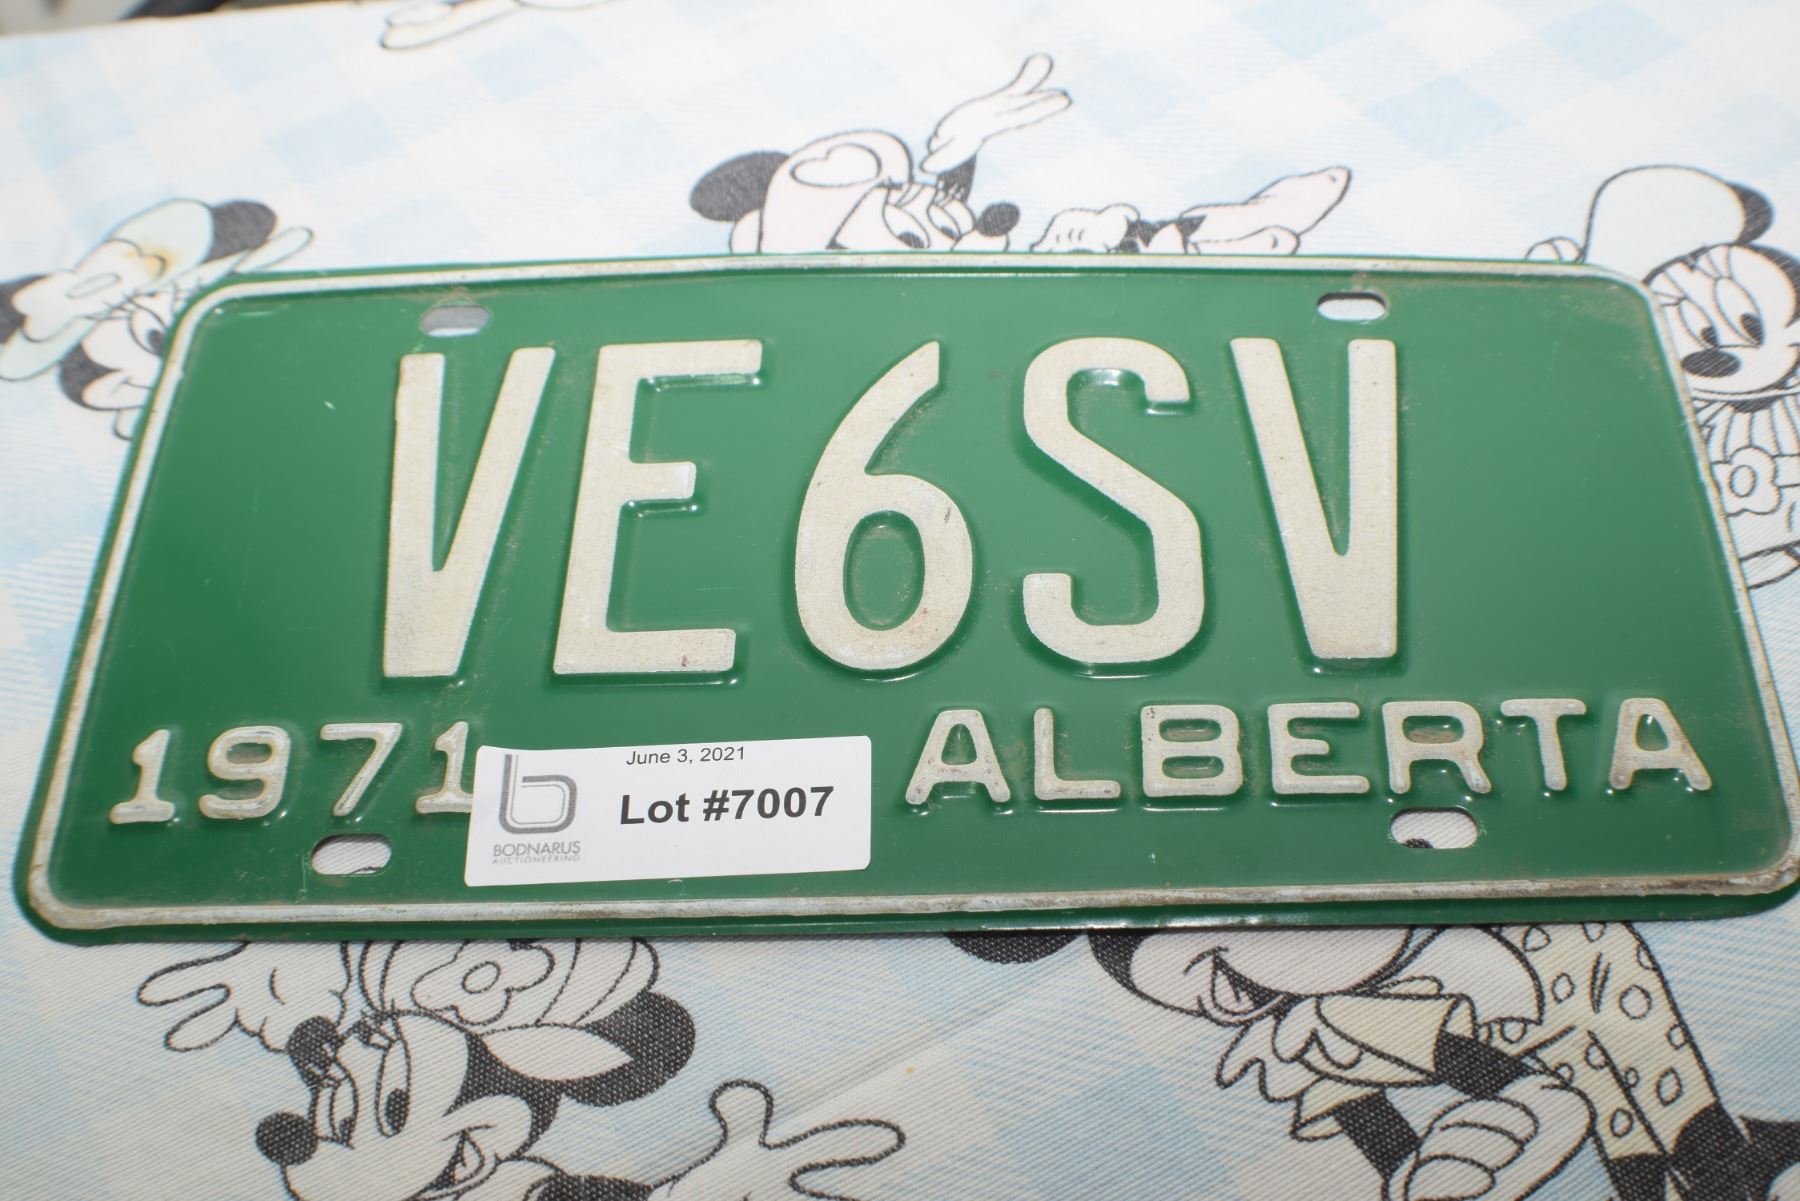 VE6SV
1971 ALBERTA
June 3, 2021
Lot #7007
BODNARUS
AUCTIONEERING